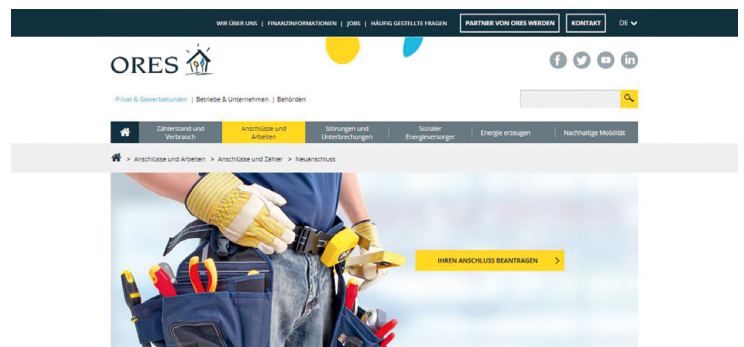 WIR ÜBER UNS | FINANZINFORMATIONEN | JOBS | HÄUFIG GESTELLTE FRAGEN PARTNER VON ORES WERDEN KONTAKT DE
ORES
Privat & Gewerbekunden | Betriebe & Unternehmen | Behörden
Zählerstand und Verbrauch
Anschlüsse und Arbeiten
Störungen und Unterbrechungen
Sozialer Energieversorger
Energie erzeugen
Nachhaltige Mobilität
> Anschlüsse und Arbeiten > Anschlüsse und Zähler > Neuanschluss
IHREN ANSCHLUSS BEANTRAGEN >